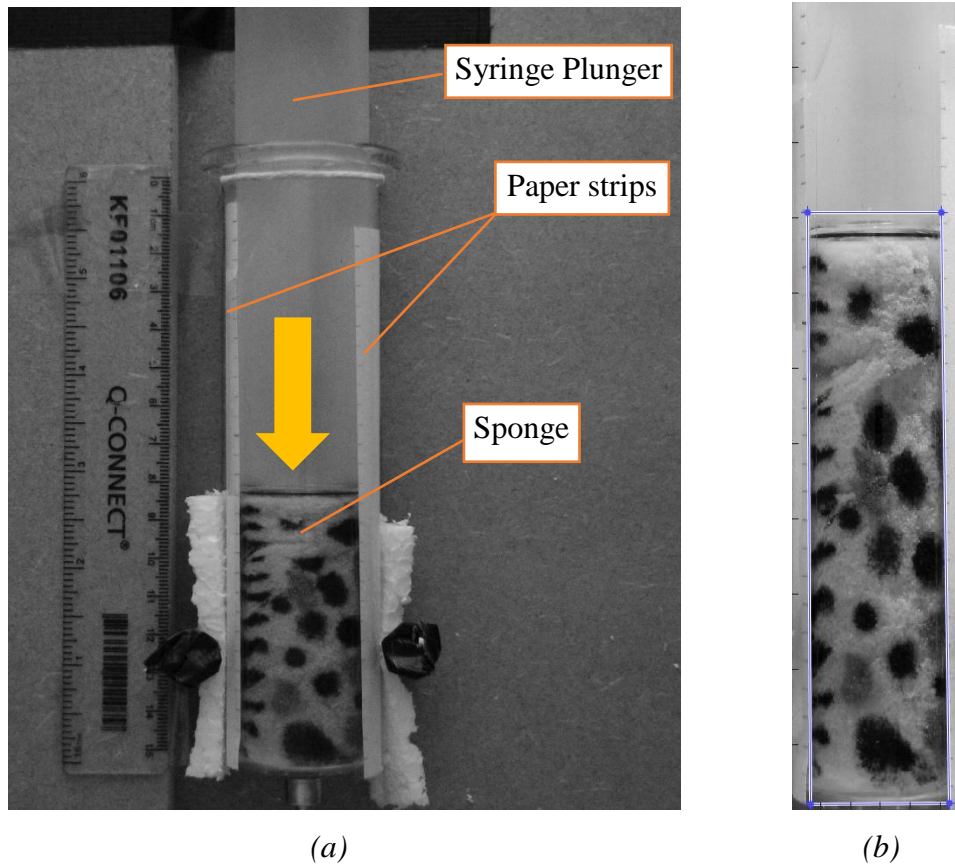 Syringe Plunger
Paper strips
Sponge
KF01106
Q-CONNECT®
(a)
(b)